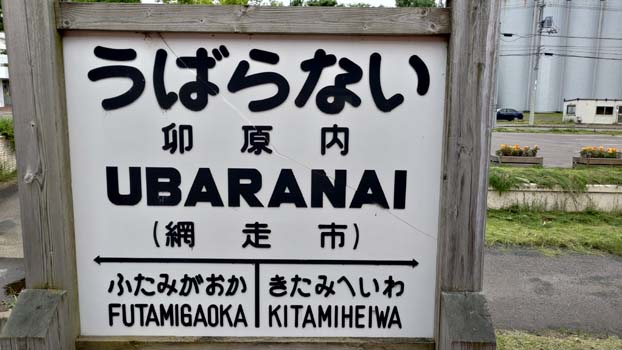 うばらない
卯原内
UBARANAI
(網走市)
ふたみがおか きたみへいわ
FUTAMIGAOKA KITAMIHEIWA